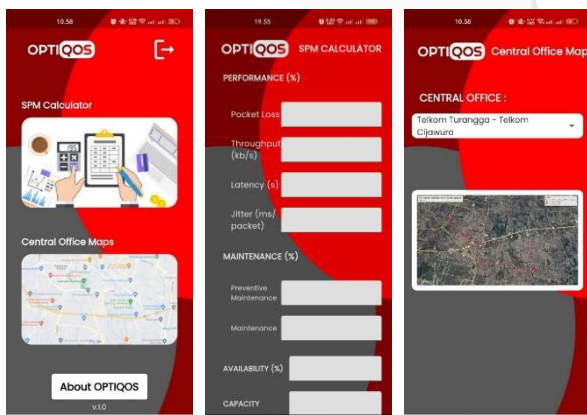 10.58
OPTIQOS
SPM Calculator
Central Office Maps
About OPTIQOS
v.1.0
19.55
OPTIQOS SPM CALCULATOR
PERFORMANCE (%)
Packet Loss
Throughput
(kb/s)
Latency (s)
Jitter (ms/
packet)
MAINTENANCE (%)
Preventive
Maintenance
Maintenance
AVAILABILITY (%)
CAPACITY
10.58
OPTIQOS Central Office Map
CENTRAL OFFICE :
Telkom Turangga - Telkom
Cijawura